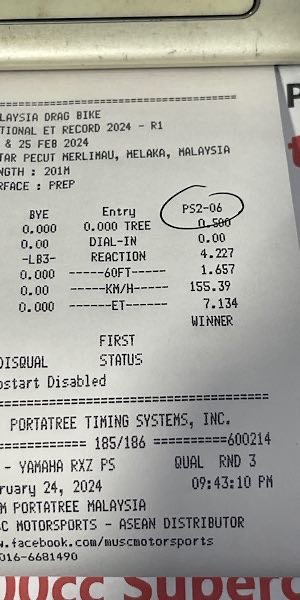 LAYSIA DRAG BIKE
TIONAL ET RECORD 2024 - R1
& 25 FEB 2024
TAR PECUT MERLIMAU, MELAKA, MALAYSIA
NGTH : 201M
RFACE : PREP
BYE Entry PS2-06
0.000 0.000 TREE 0.500
0.00 DIAL-IN 0.00
-LB3- REACTION 4.227
0.000 -----60FT------ 1.657
0.00 -----KM/H------ 155.39
0.000 ------ET------- 7.134
WINNER
FIRST
DISQUAL STATUS
ostart Disabled
PORTATREE TIMING SYSTEMS, INC.
============ 185/186 ==========600214
- YAMAHA RXZ PS QUAL RND 3
ruary 24, 2024 09:43:10 PM
M PORTATREE MALAYSIA
SC MOTORSPORTS - ASEAN DISTRIBUTOR
w.facebook.com/muscmotorsports
016-6681490
00cc Superc